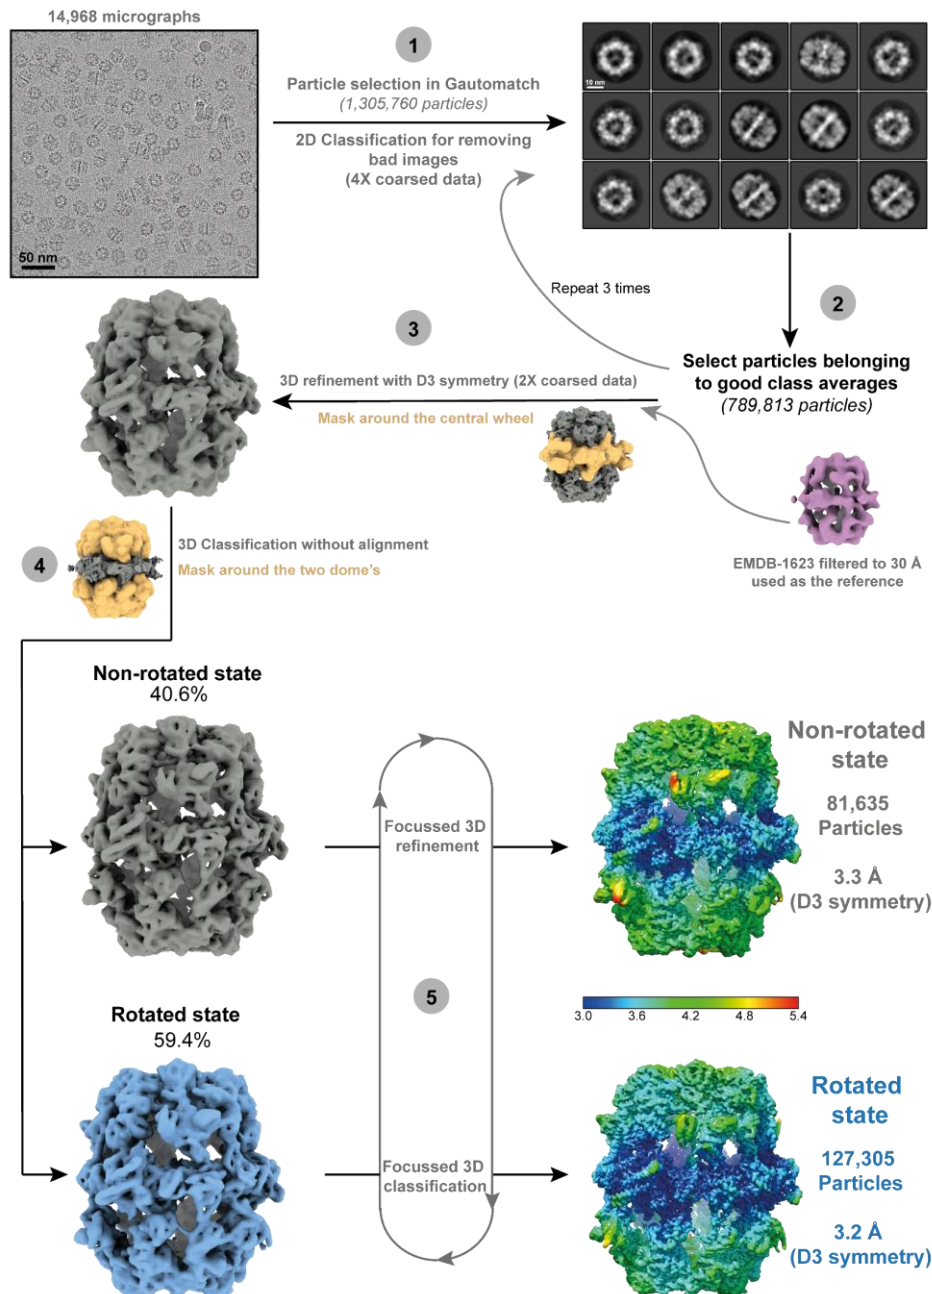 14,968 micrographs
50 nm
1
Particle selection in Gautomatch
(1,305,760 particles)
2D Classification for removing
bad images
(4X coarsed data)
10 nm
Repeat 3 times
2
Select particles belonging
to good class averages
(789,813 particles)
3
3D refinement with D3 symmetry (2X coarsed data)
Mask around the central wheel
EMDB-1623 filtered to 30 Å
used as the reference
4
3D Classification without alignment
Mask around the two dome's
Non-rotated state
40.6%
Focussed 3D
refinement
Non-rotated
state
81,635
Particles
3.3 Å
(D3 symmetry)
5
3.0 3.6 4.2 4.8 5.4
Rotated state
59.4%
Focussed 3D
classification
Rotated
state
127,305
Particles
3.2 Å
(D3 symmetry)